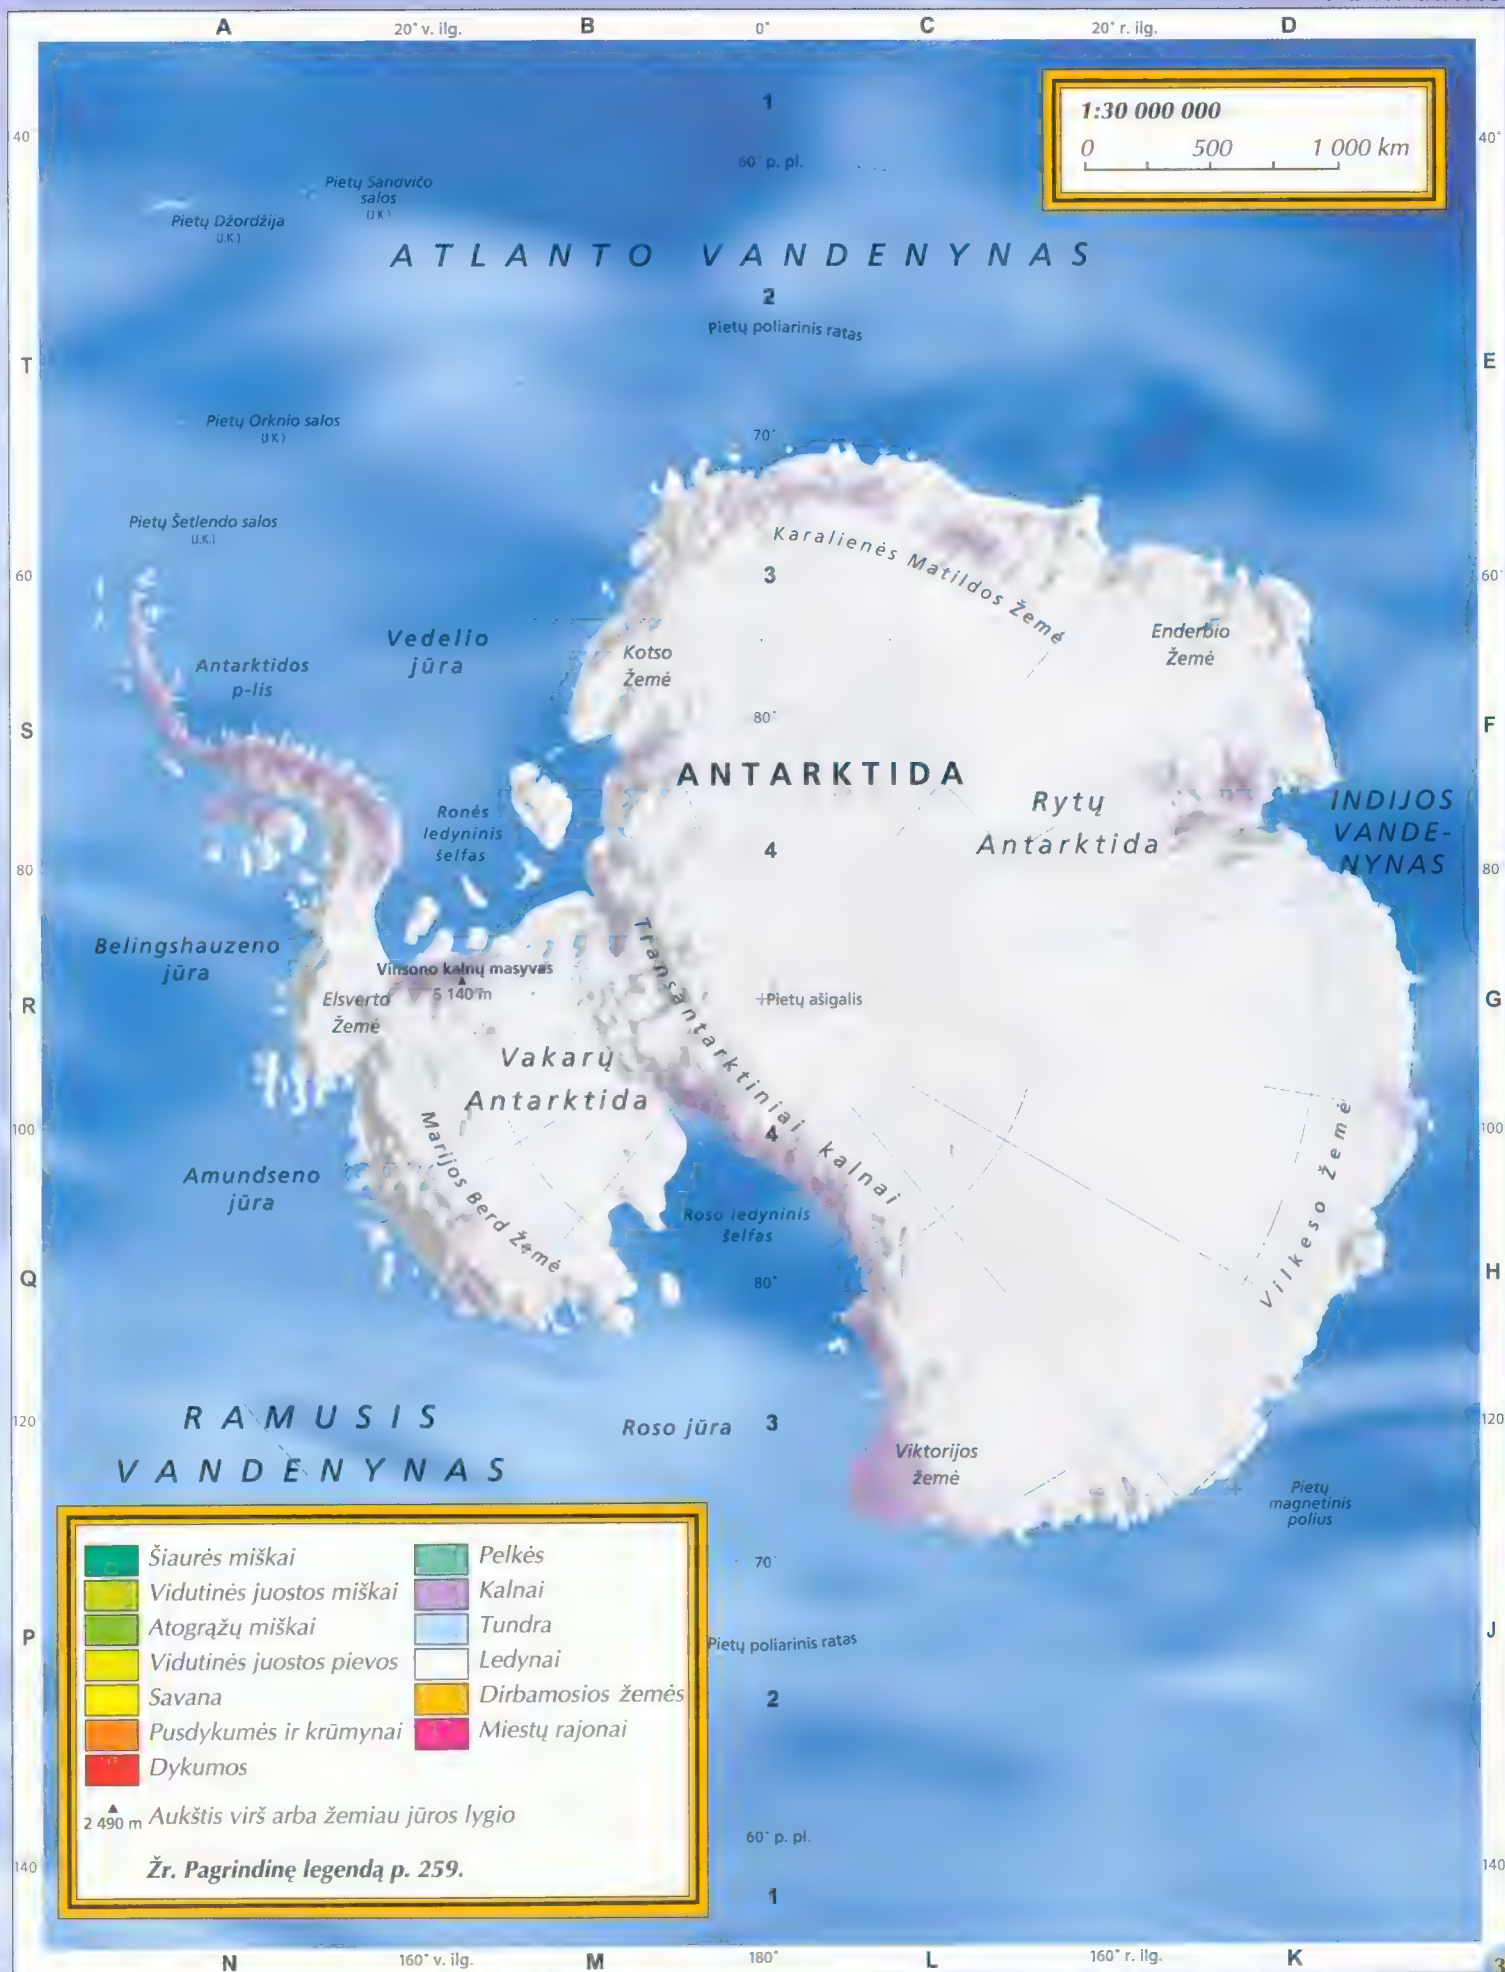 A 20° v. ilg. B 0° C 20° r. ilg. D
1
1:30 000 000
0 500 1 000 km
140 40°
60° p. pl.
Pietų Sandvičo
salos
(J.K.)
Pietų Džordžija
(J.K.)
ATLANTO VANDENYNAS
2
Pietų poliarinis ratas
T E
Pietų Orknio salos
(J.K.)
70°
Pietų Šetlendo salos
(J.K.)
Karalienės Matildos Žemė
60 3 60°
Vedelio
jūra
Kotso
Žemė
Enderbio
Žemė
Antarktidos
p-lis
80°
S F
ANTARKTIDA
Rytų
Antarktida
INDIJOS
VANDE-
NYNAS
Ronės
ledyninis
šelfas
4
80 80
Belingshauzeno
jūra
Transantarktiniai kalnai
Vinsono kalnų masyvas
5 140 m
Elsverto
Žemė
Pietų ašigalis
R G
Vakarų
Antarktida
Marijos Berd Žemė
Vilkeso Žemė
100 4 100
Amundseno
jūra
Roso ledyninis
šelfas
Q 80° H
RAMUSIS
VANDENYNAS
120 Roso jūra 3 120
Viktorijos
žemė
Pietų
magnetinis
polius
70°
Šiaurės miškai
Vidutinės juostos miškai
Atogrąžų miškai
Vidutinės juostos pievos
Savana
Pusdykumės ir krūmynai
Dykumos
Pelkės
Kalnai
Tundra
Ledynai
Dirbamosios žemės
Miestų rajonai
2 490 m Aukštis virš arba žemiau jūros lygio
Žr. Pagrindinę legendą p. 259.
P J
Pietų poliarinis ratas
2
60° p. pl.
140 140
1
N 160° v. ilg. M 180° L 160° r. ilg. K